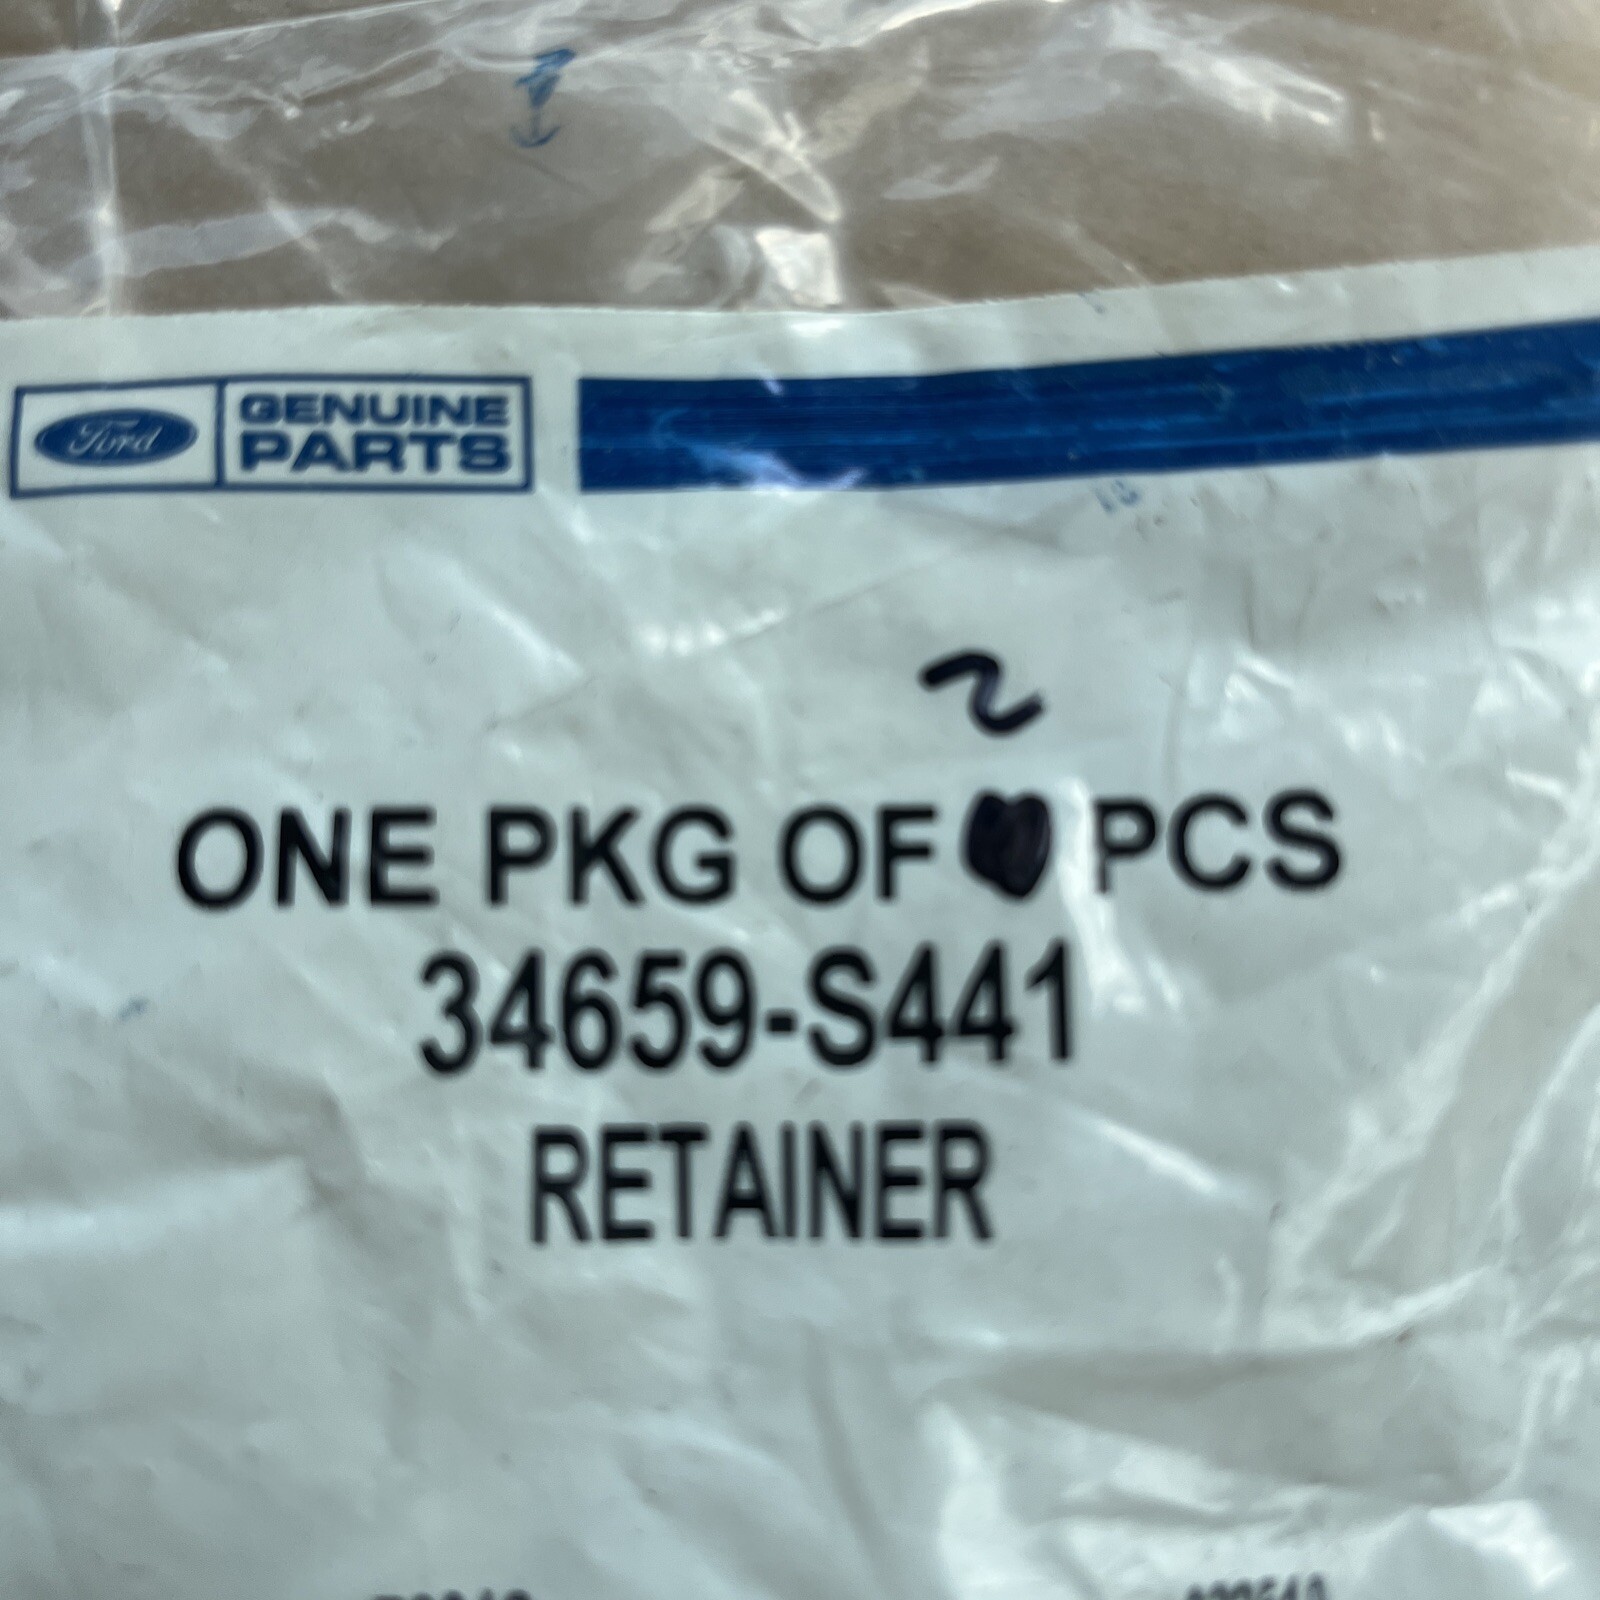 Ford GENUINE
PARTS
2
ONE PKG OF PCS
34659-S441
RETAINER